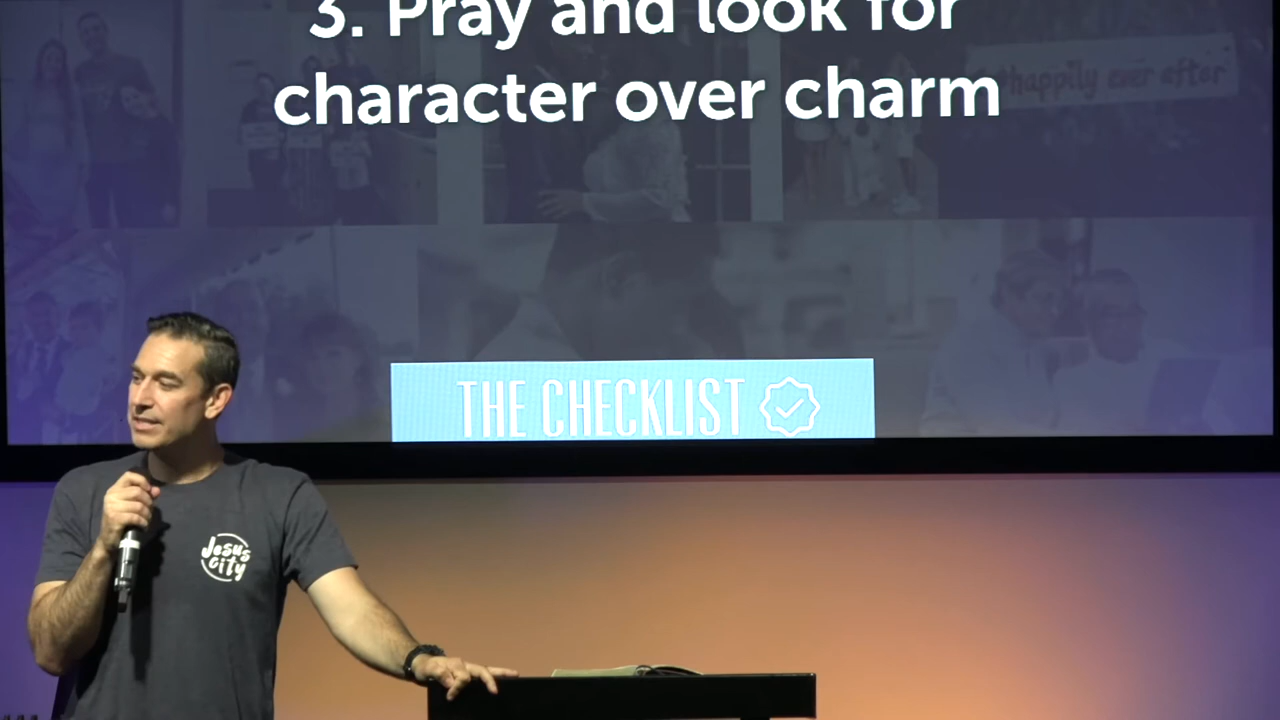 3. Pray and look for
character over charm
happily ever after
THE CHECKLIST
Jesus
city